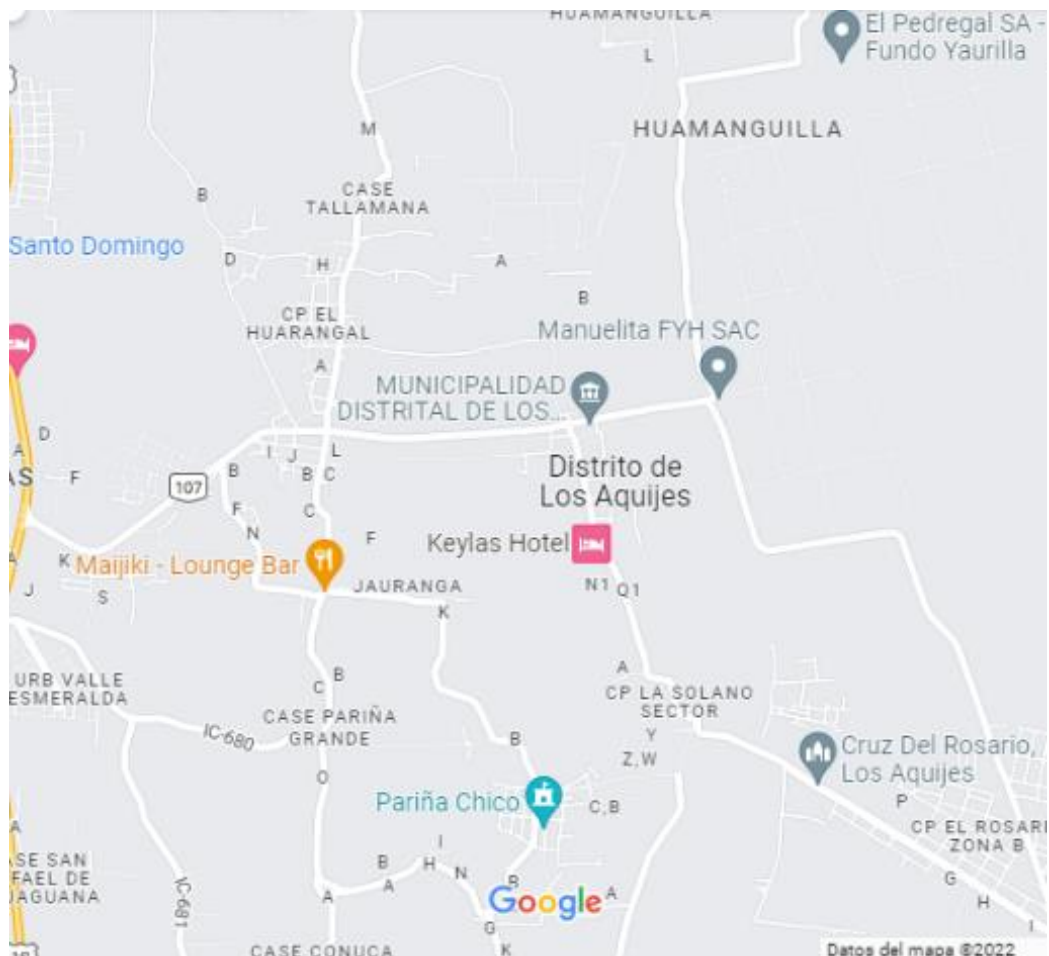 HUAMANGUILLA
El Pedregal SA -
Fundo Yaurilla
L
HUAMANGUILLA
M
CASE
TALLAMANA
B
Santo Domingo
D
H
A
B
CP EL
HUARANGAL
Manuelita FYH SAC
A
MUNICIPALIDAD
DISTRITAL DE LOS...
D
A
I
J
L
B
B
C
AS
F
107
Distrito de
Los Aquijes
F
C
N
F
Keylas Hotel
K
Maijiki - Lounge Bar
A
J
S
JAURANGA
N1
Q1
K
A
B
C
URB VALLE
ESMERALDA
CP LA SOLANO
SECTOR
CASE PARIÑA
GRANDE
IC-680
B
Y
Z,W
Cruz Del Rosario,
Los Aquijes
O
Pariña Chico
C,B
P
A
CP EL ROSARI
ZONA B
I
B
H
A
N
B
G
ASE SAN
FAEL DE
JAGUANA
IC-681
A
Google
A
H
G
I
K
CASE CONUCA
Datos del mapa ©2022